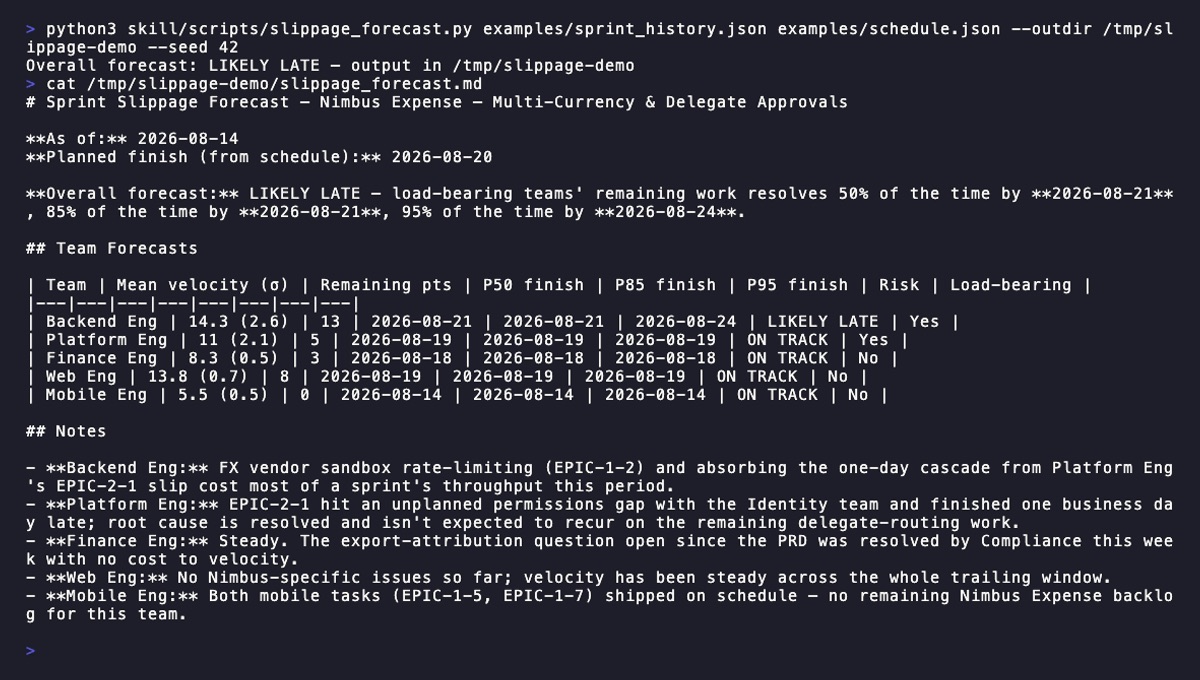 > python3 skill/scripts/slippage_forecast.py examples/sprint_history.json examples/schedule.json --outdir /tmp/sl
ippage-demo --seed 42
Overall forecast: LIKELY LATE — output in /tmp/slippage-demo
> cat /tmp/slippage-demo/slippage_forecast.md
# Sprint Slippage Forecast — Nimbus Expense — Multi-Currency & Delegate Approvals

**As of:** 2026-08-14
**Planned finish (from schedule):** 2026-08-20

**Overall forecast:** LIKELY LATE — load-bearing teams' remaining work resolves 50% of the time by **2026-08-21**
, 85% of the time by **2026-08-21**, 95% of the time by **2026-08-24**.

## Team Forecasts

| Team | Mean velocity (σ) | Remaining pts | P50 finish | P85 finish | P95 finish | Risk | Load-bearing |
|---|---|---|---|---|---|---|---|
| Backend Eng | 14.3 (2.6) | 13 | 2026-08-21 | 2026-08-21 | 2026-08-24 | LIKELY LATE | Yes |
| Platform Eng | 11 (2.1) | 5 | 2026-08-19 | 2026-08-19 | 2026-08-19 | ON TRACK | Yes |
| Finance Eng | 8.3 (0.5) | 3 | 2026-08-18 | 2026-08-18 | 2026-08-18 | ON TRACK | No |
| Web Eng | 13.8 (0.7) | 8 | 2026-08-19 | 2026-08-19 | 2026-08-19 | ON TRACK | No |
| Mobile Eng | 5.5 (0.5) | 0 | 2026-08-14 | 2026-08-14 | 2026-08-14 | ON TRACK | No |

## Notes

- **Backend Eng:** FX vendor sandbox rate-limiting (EPIC-1-2) and absorbing the one-day cascade from Platform Eng
's EPIC-2-1 slip cost most of a sprint's throughput this period.
- **Platform Eng:** EPIC-2-1 hit an unplanned permissions gap with the Identity team and finished one business da
y late; root cause is resolved and isn't expected to recur on the remaining delegate-routing work.
- **Finance Eng:** Steady. The export-attribution question open since the PRD was resolved by Compliance this wee
k with no cost to velocity.
- **Web Eng:** No Nimbus-specific issues so far; velocity has been steady across the whole trailing window.
- **Mobile Eng:** Both mobile tasks (EPIC-1-5, EPIC-1-7) shipped on schedule — no remaining Nimbus Expense backlo
g for this team.

>